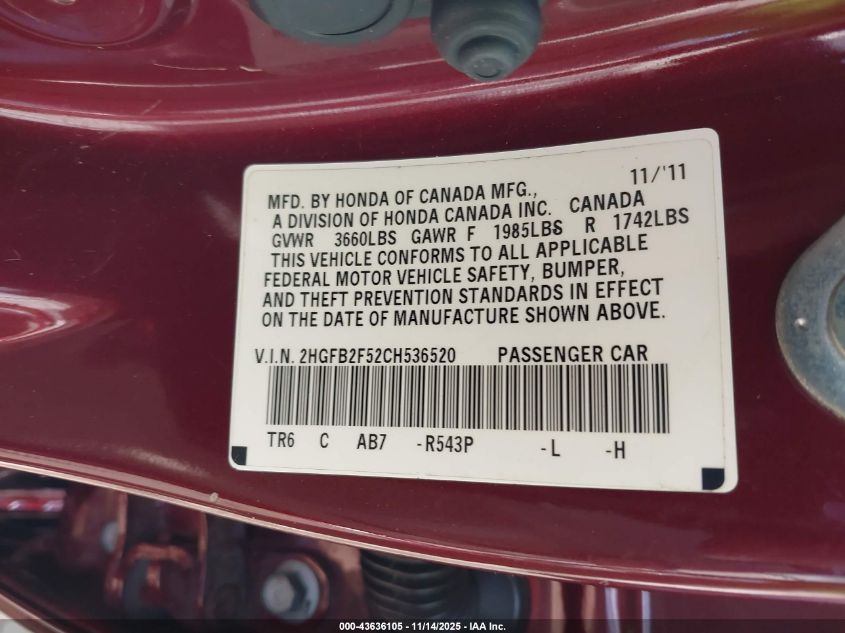 11/'11
MFD. BY HONDA OF CANADA MFG.,
A DIVISION OF HONDA CANADA INC. CANADA
GVWR 3660LBS GAWR F 1985LBS R 1742LBS
THIS VEHICLE CONFORMS TO ALL APPLICABLE
FEDERAL MOTOR VEHICLE SAFETY, BUMPER,
AND THEFT PREVENTION STANDARDS IN EFFECT
ON THE DATE OF MANUFACTURE SHOWN ABOVE.
V.I.N. 2HGFB2F52CH536520 PASSENGER CAR
TR6 C AB7 -R543P -L -H
000-43636105 - 11/14/2025 - IAA Inc.